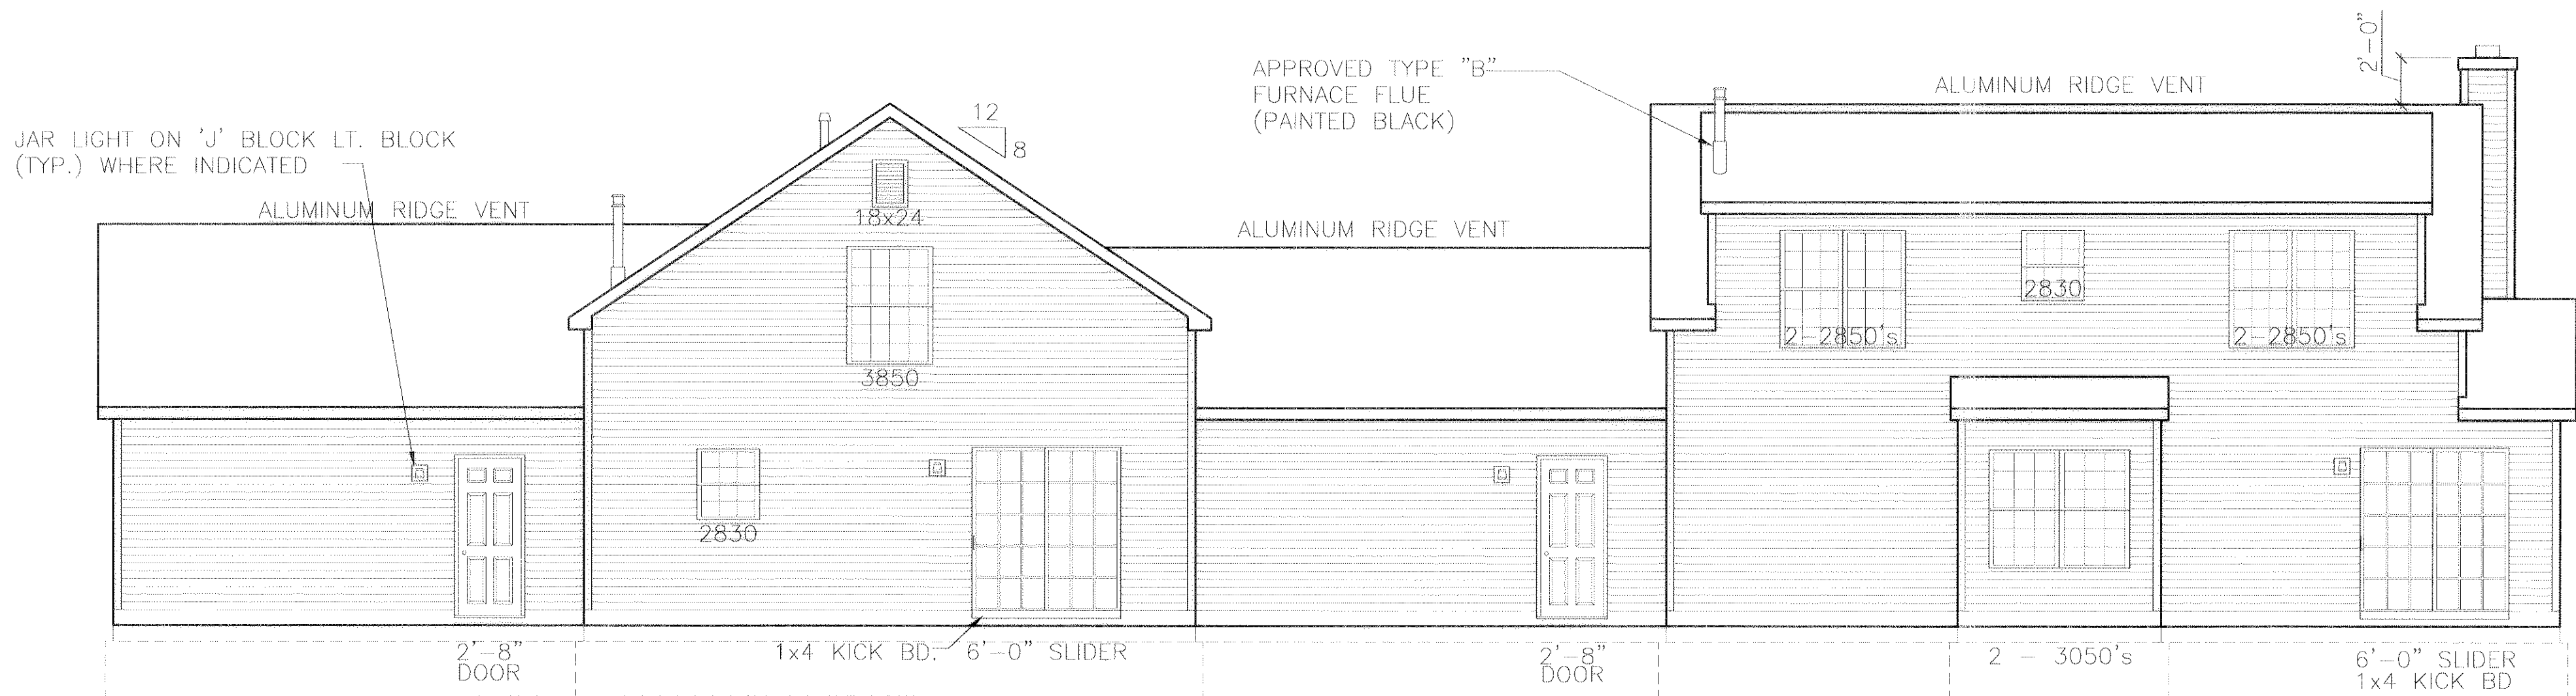 JAR LIGHT ON 'J' BLOCK LT. BLOCK
(TYP.) WHERE INDICATED
ALUMINUM RIDGE VENT
12
8
18x24
3850
2830
ALUMINUM RIDGE VENT
APPROVED TYPE "B"
FURNACE FLUE
(PAINTED BLACK)
ALUMINUM RIDGE VENT
2'-0"
2-2850's
2830
2-2850's
2'-8"
DOOR
1x4 KICK BD.
6'-0" SLIDER
2'-8"
DOOR
2 - 3050's
6'-0" SLIDER
1x4 KICK BD